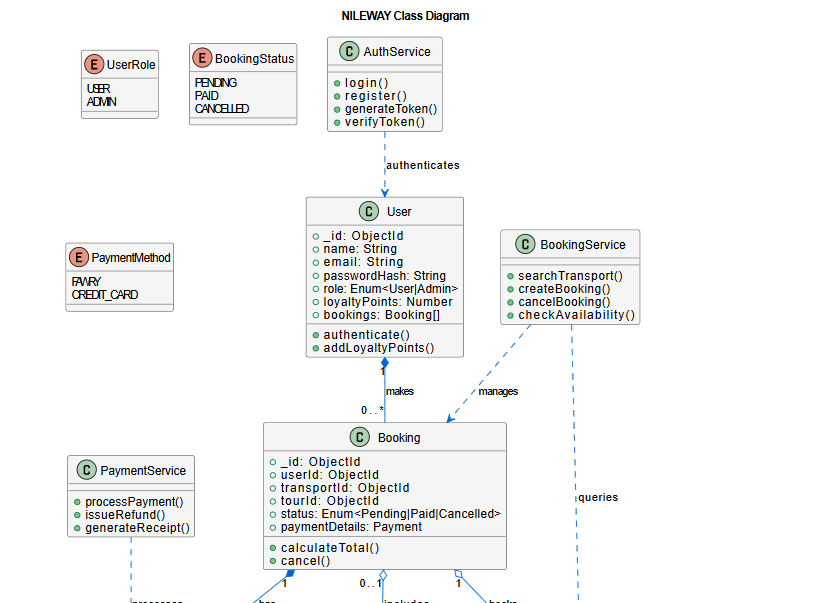 NILEWAY Class Diagram
E UserRole
USER
ADMIN
E BookingStatus
PENDING
PAID
CANCELLED
C AuthService
login()
register()
generateToken()
verifyToken()
authenticates
C User
_id: ObjectId
name: String
email: String
passwordHash: String
role: Enum<User|Admin>
loyaltyPoints: Number
bookings: Booking[]
authenticate()
addLoyaltyPoints()
E PaymentMethod
FAWRY
CREDIT_CARD
C BookingService
searchTransport()
createBooking()
cancelBooking()
checkAvailability()
1
makes
0..*
manages
C Booking
_id: ObjectId
userId: ObjectId
transportId: ObjectId
tourId: ObjectId
status: Enum<Pending|Paid|Cancelled>
paymentDetails: Payment
calculateTotal()
cancel()
C PaymentService
processPayment()
issueRefund()
generateReceipt()
queries
1
0..1
1